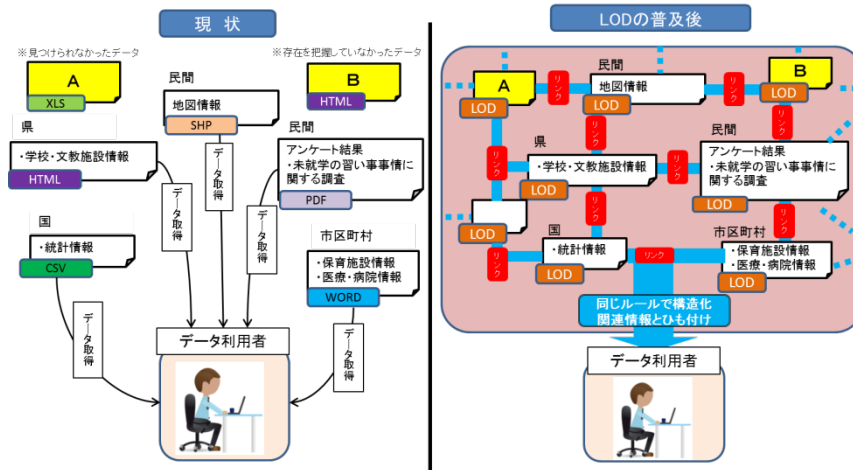 現 状
※見つけられなかったデータ
※存在を把握していなかったデータ
A
XLS
民間
地図情報
SHP
B
HTML
県
・学校・文教施設情報
HTML
民間
アンケート結果
・未就学の習い事事情に
関する調査
PDF
国
・統計情報
CSV
市区町村
・保育施設情報
・医療・病院情報
WORD
データ取得
データ取得
データ取得
データ取得
データ取得
データ利用者
LODの普及後
A
LOD
リンク
民間
地図情報
LOD
リンク
B
LOD
リンク
リンク
リンク
県
・学校・文教施設情報
LOD
リンク
民間
アンケート結果
・未就学の習い事事情に
関する調査
LOD
リンク
リンク
LOD
リンク
国
・統計情報
LOD
リンク
市区町村
・保育施設情報
・医療・病院情報
LOD
同じルールで構造化
関連情報とひも付け
データ利用者